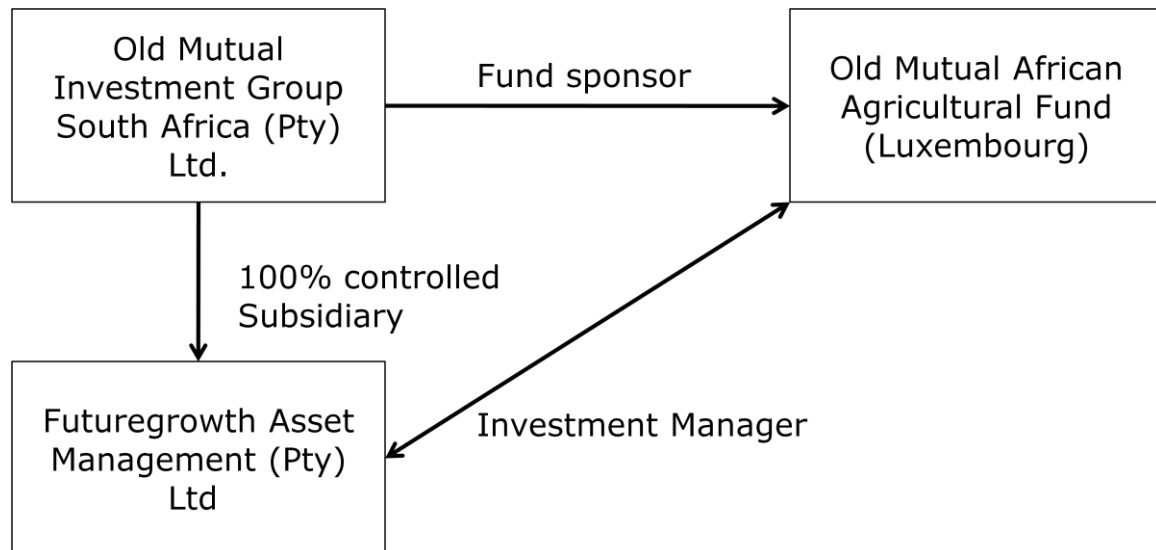 Old Mutual
Investment Group
South Africa (Pty)
Ltd.
Fund sponsor
Old Mutual African
Agricultural Fund
(Luxembourg)
100% controlled
Subsidiary
Futuregrowth Asset
Management (Pty)
Ltd
Investment Manager